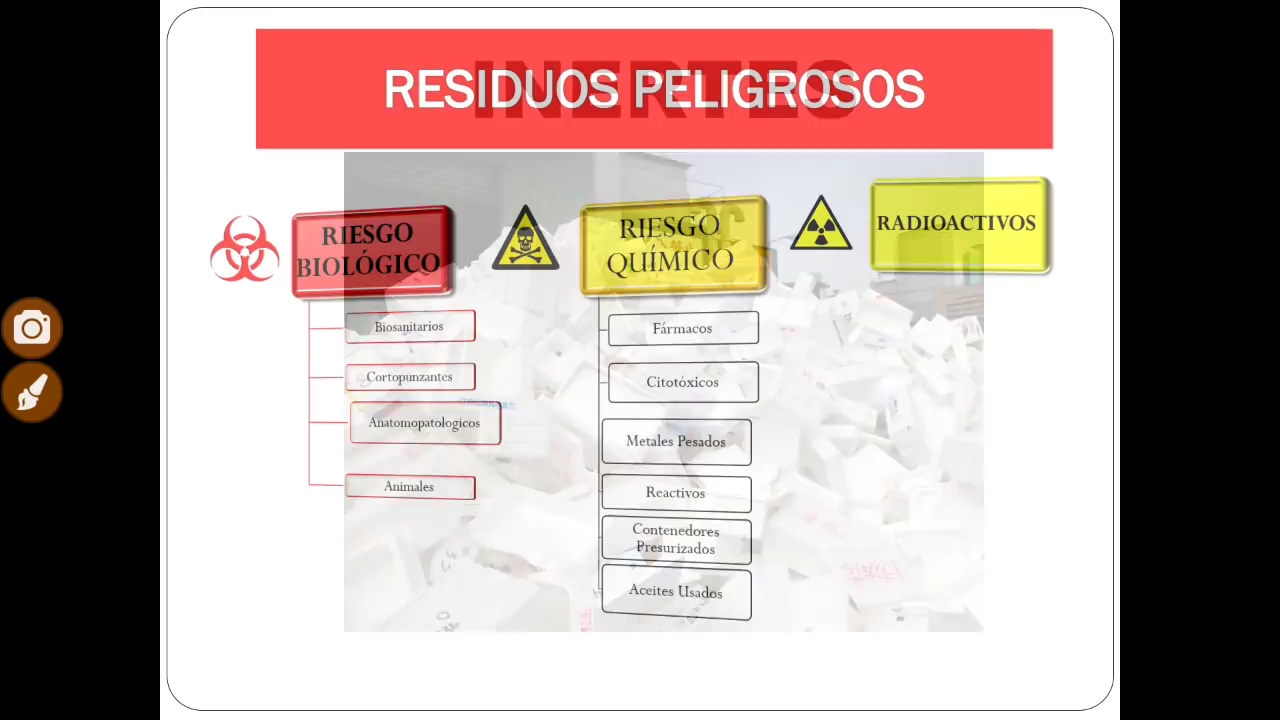 RESIDUOS PELIGROSOS
INERTES
RIESGO
BIOLÓGICO
RIESGO
QUÍMICO
RADIOACTIVOS
Biosanitarios
Cortopunzantes
Anatomopatologicos
Animales
Fármacos
Citotóxicos
Metales Pesados
Reactivos
Contenedores
Presurizados
Aceites Usados